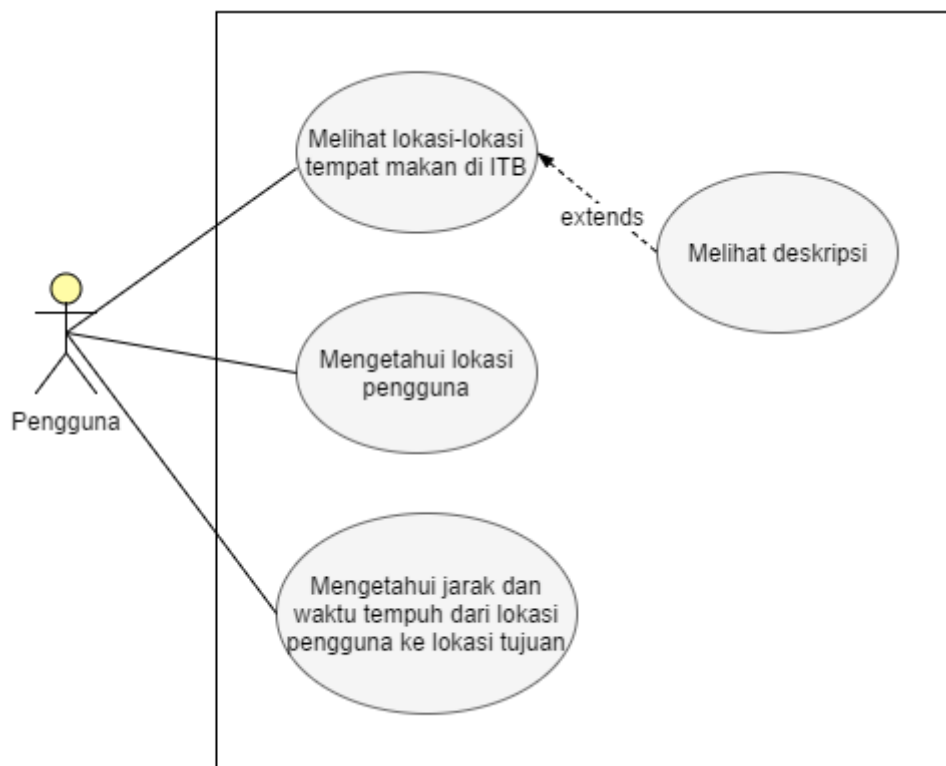 Melihat lokasi-lokasi
tempat makan di ITB
extends
Melihat deskripsi
Mengetahui lokasi
pengguna
Pengguna
Mengetahui jarak dan
waktu tempuh dari lokasi
pengguna ke lokasi tujuan